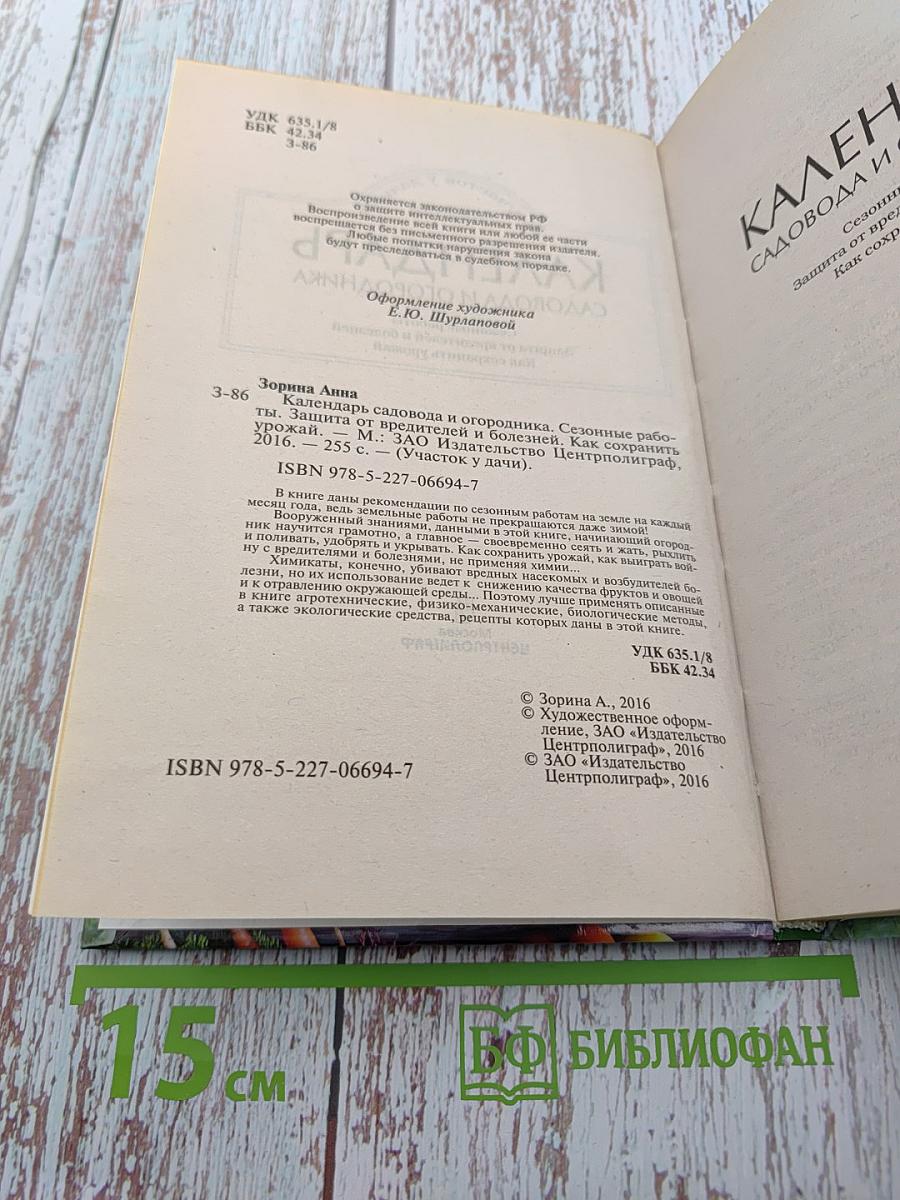 УДК 635.1/8
ББК 42.34
З-86
Охраняется законодательством РФ
о защите интеллектуальных прав.
Воспроизведение всей книги или любой ее части
воспрещается без письменного разрешения издателя.
Любые попытки нарушения закона
будут преследоваться в судебном порядке.
Оформление художника
Е.Ю. Шурлаповой
Зорина Анна
З-86 Календарь садовода и огородника. Сезонные рабо-
ты. Защита от вредителей и болезней. Как сохранить
урожай. — М.: ЗАО Издательство Центрполиграф,
2016. — 255 с. — (Участок у дачи).
ISBN 978-5-227-06694-7
В книге даны рекомендации по сезонным работам на земле на каждый
месяц года, ведь земельные работы не прекращаются даже зимой!
Вооруженный знаниями, данными в этой книге, начинающий огород-
ник научится грамотно, а главное — своевременно сеять и жать, рыхлить
и поливать, удобрять и укрывать. Как сохранить урожай, как выиграть вой-
ну с вредителями и болезнями, не применяя химии...
Химикаты, конечно, убивают вредных насекомых и возбудителей бо-
лезни, но их использование ведет к снижению качества фруктов и овощей
и к отравлению окружающей среды... Поэтому лучше применять описанные
в книге агротехнические, физико-механические, биологические методы,
а также экологические средства, рецепты которых даны в этой книге.
УДК 635.1/8
ББК 42.34
© Зорина А., 2016
© Художественное оформ-
ление, ЗАО «Издательство
Центрполиграф», 2016
© ЗАО «Издательство
Центрполиграф», 2016
ISBN 978-5-227-06694-7
КАЛЕН
САДОВОДА И
Сезонны
Защита от вред
Как сохр
15 см
БФ БИБЛИОФАН